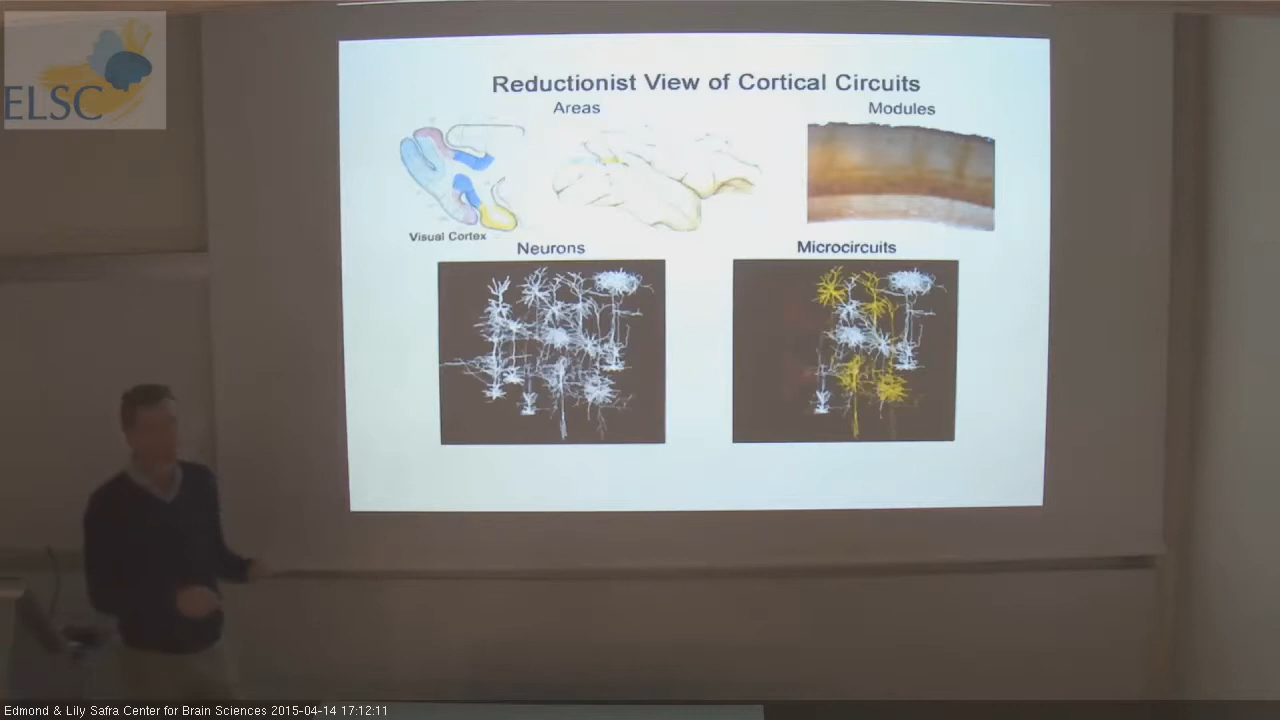 ELSC
Reductionist View of Cortical Circuits
Areas
Modules
Visual Cortex
Neurons
Microcircuits
Edmond & Lily Safra Center for Brain Sciences 2015-04-14 17:12:11